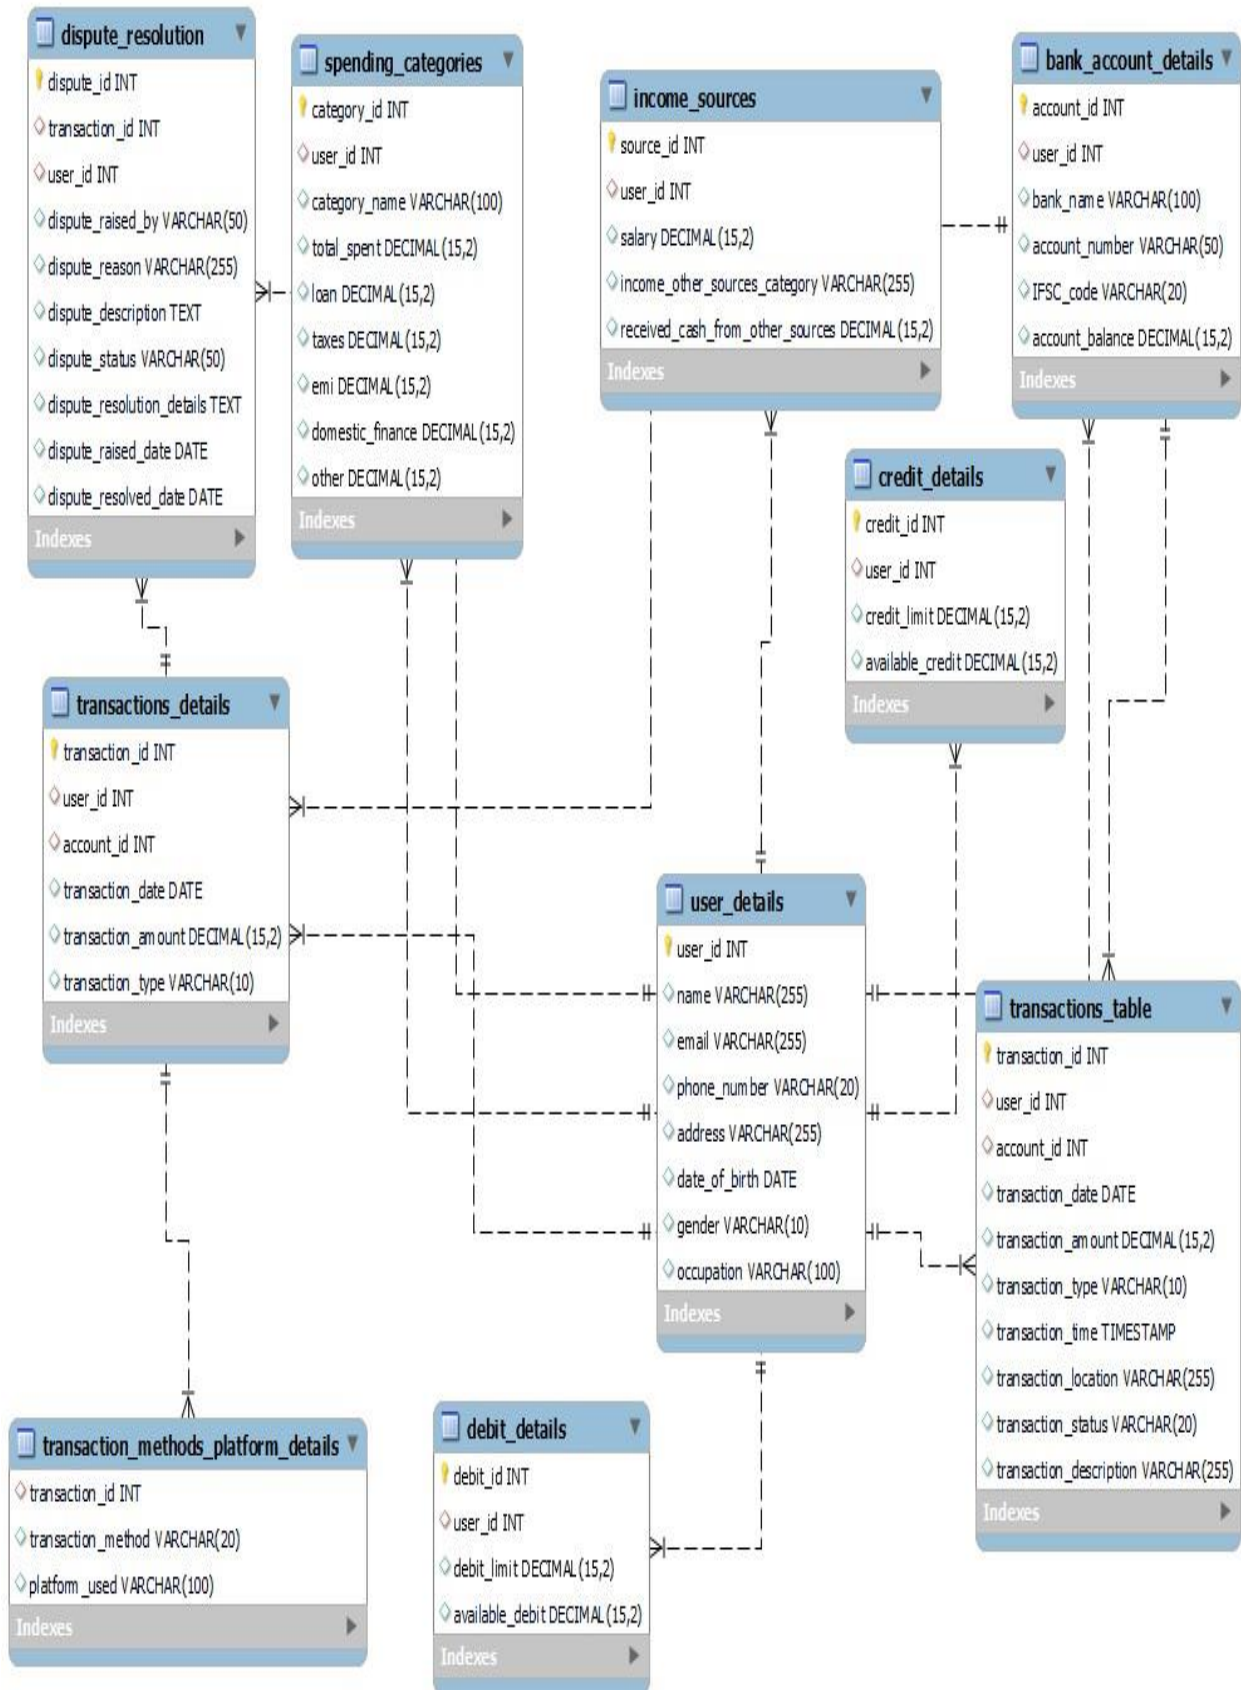 dispute_resolution
dispute_id INT
transaction_id INT
user_id INT
dispute_raised_by VARCHAR(50)
dispute_reason VARCHAR(255)
dispute_description TEXT
dispute_status VARCHAR(50)
dispute_resolution_details TEXT
dispute_raised_date DATE
dispute_resolved_date DATE
Indexes
spending_categories
category_id INT
user_id INT
category_name VARCHAR(100)
total_spent DECIMAL(15,2)
loan DECIMAL(15,2)
taxes DECIMAL(15,2)
emi DECIMAL(15,2)
domestic_finance DECIMAL(15,2)
other DECIMAL(15,2)
Indexes
income_sources
source_id INT
user_id INT
salary DECIMAL(15,2)
income_other_sources_category VARCHAR(255)
received_cash_from_other_sources DECIMAL(15,2)
Indexes
bank_account_details
account_id INT
user_id INT
bank_name VARCHAR(100)
account_number VARCHAR(50)
IFSC_code VARCHAR(20)
account_balance DECIMAL(15,2)
Indexes
credit_details
credit_id INT
user_id INT
credit_limit DECIMAL(15,2)
available_credit DECIMAL(15,2)
Indexes
transactions_details
transaction_id INT
user_id INT
account_id INT
transaction_date DATE
transaction_amount DECIMAL(15,2)
transaction_type VARCHAR(10)
Indexes
user_details
user_id INT
name VARCHAR(255)
email VARCHAR(255)
phone_number VARCHAR(20)
address VARCHAR(255)
date_of_birth DATE
gender VARCHAR(10)
occupation VARCHAR(100)
Indexes
transactions_table
transaction_id INT
user_id INT
account_id INT
transaction_date DATE
transaction_amount DECIMAL(15,2)
transaction_type VARCHAR(10)
transaction_time TIMESTAMP
transaction_location VARCHAR(255)
transaction_status VARCHAR(20)
transaction_description VARCHAR(255)
Indexes
transaction_methods_platform_details
transaction_id INT
transaction_method VARCHAR(20)
platform_used VARCHAR(100)
Indexes
debit_details
debit_id INT
user_id INT
debit_limit DECIMAL(15,2)
available_debit DECIMAL(15,2)
Indexes